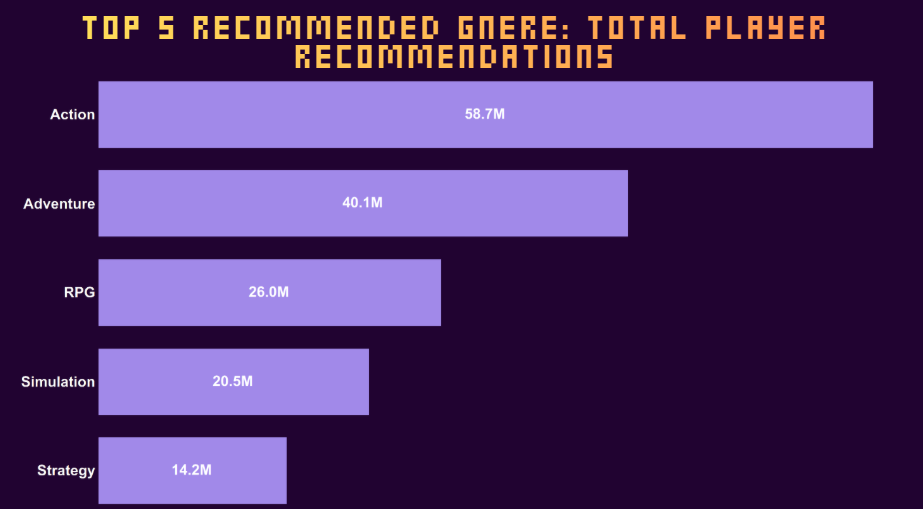 TOP 5 RECOMMENDED GNERE: TOTAL PLAYER
RECOMMENDATIONS
Action
58.7M
Adventure
40.1M
RPG
26.0M
Simulation
20.5M
Strategy
14.2M